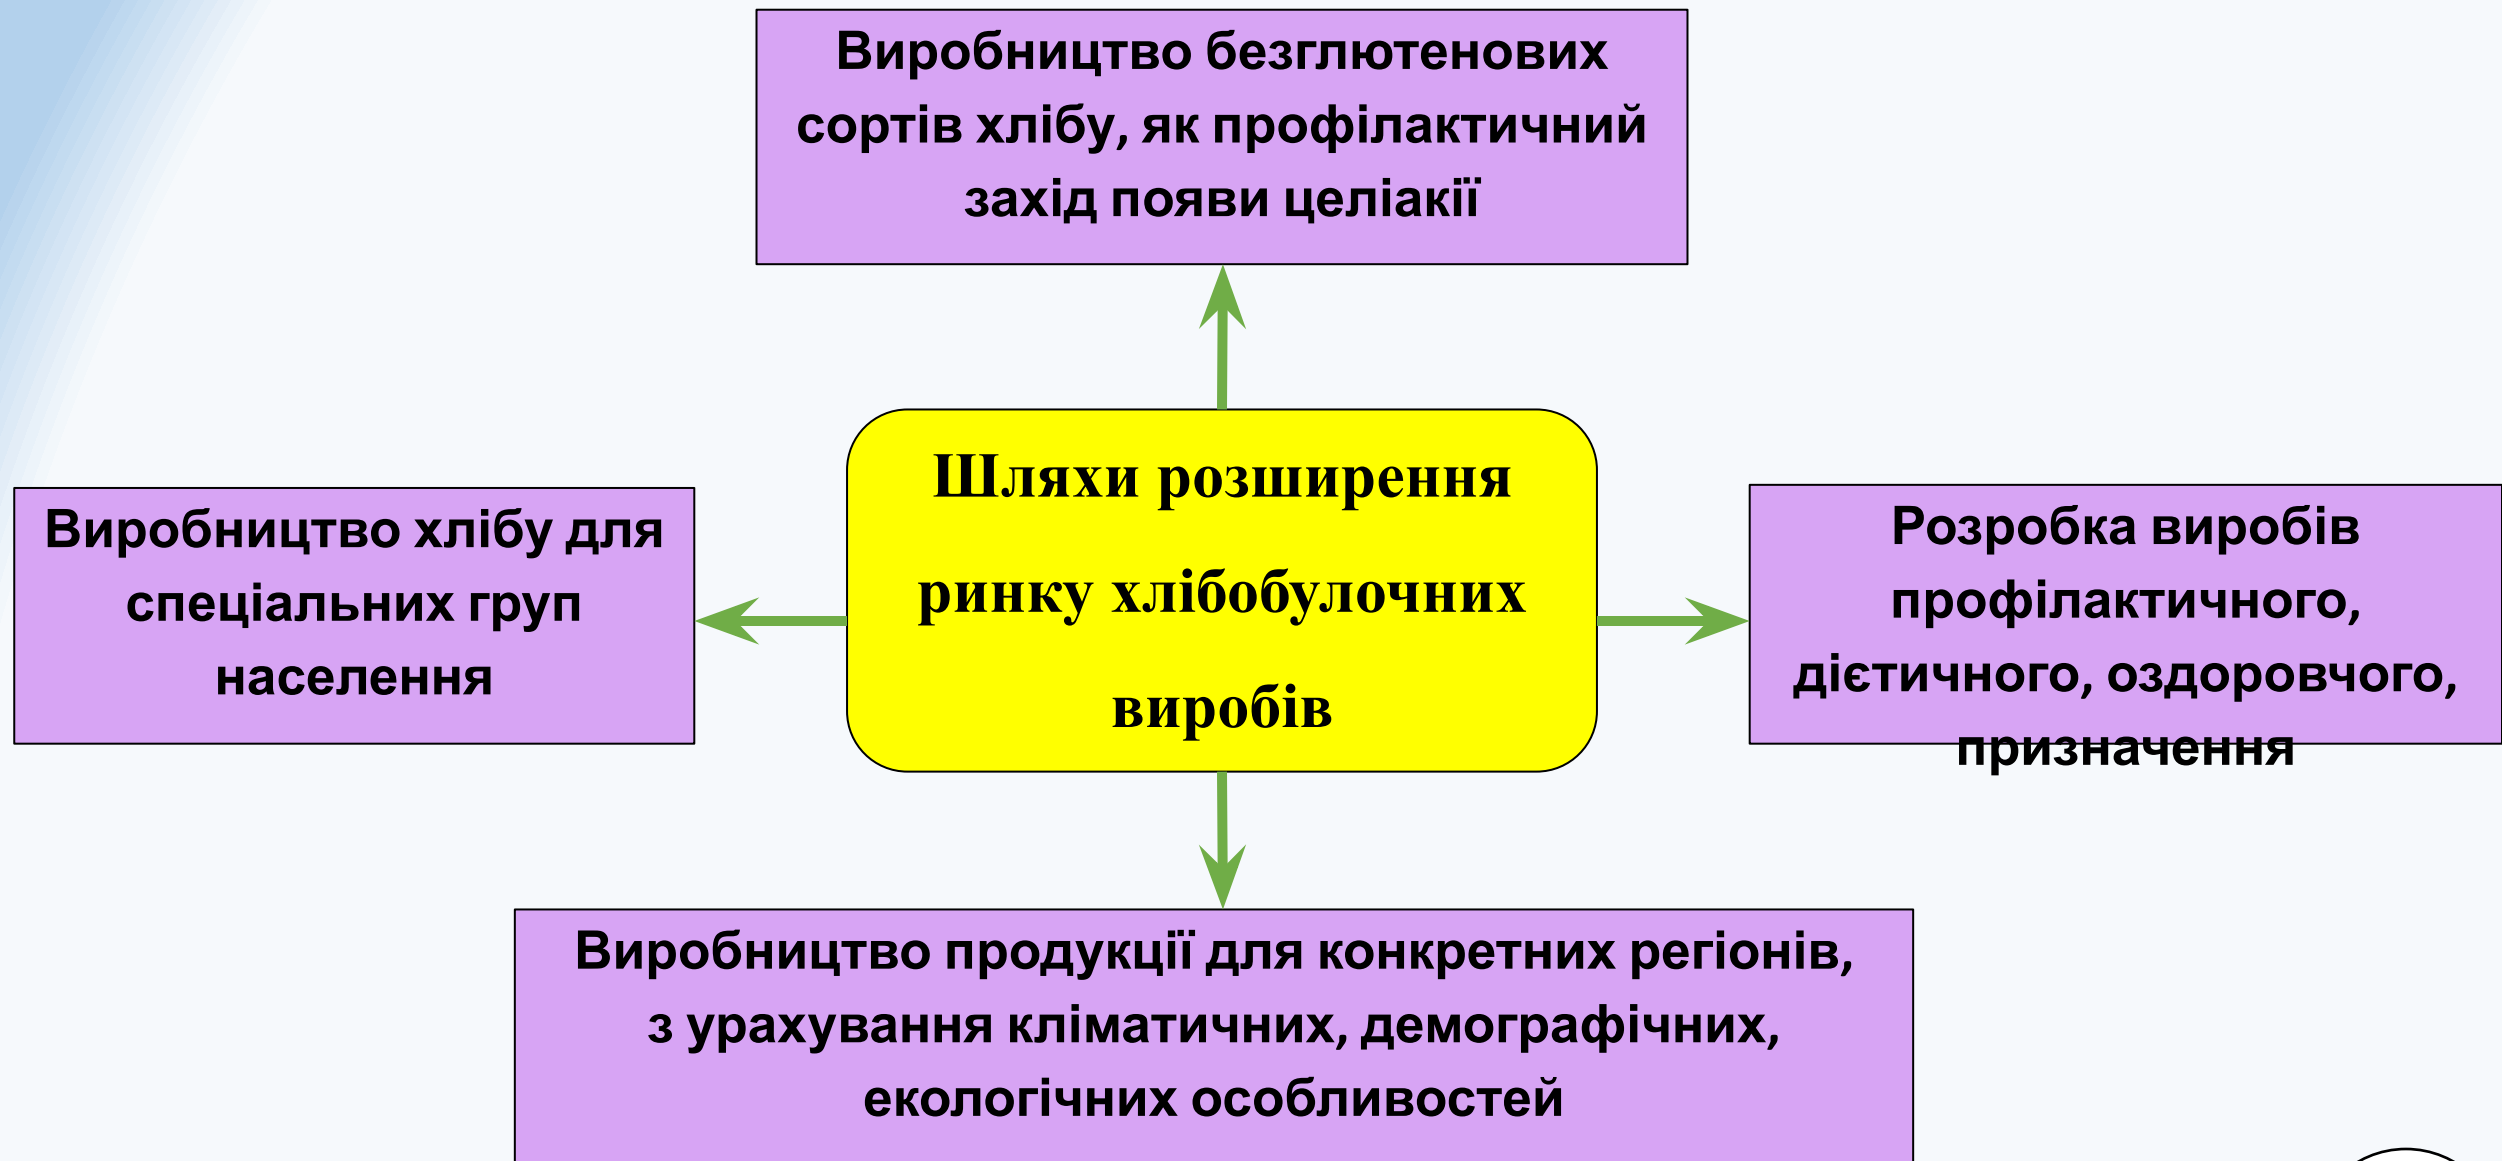 Виробництво безглютенових
сортів хлібу, як профілактичний
захід появи целіакії
Шляхи розширення
ринку хлібобулочних
виробів
Виробництво хлібу для
спеціальних груп
населення
Розробка виробів
профілактичного,
дієтичного, оздоровчого,
призначення
Виробництво продукції для конкретних регіонів,
з урахування кліматичних, демографічних,
екологічних особливостей